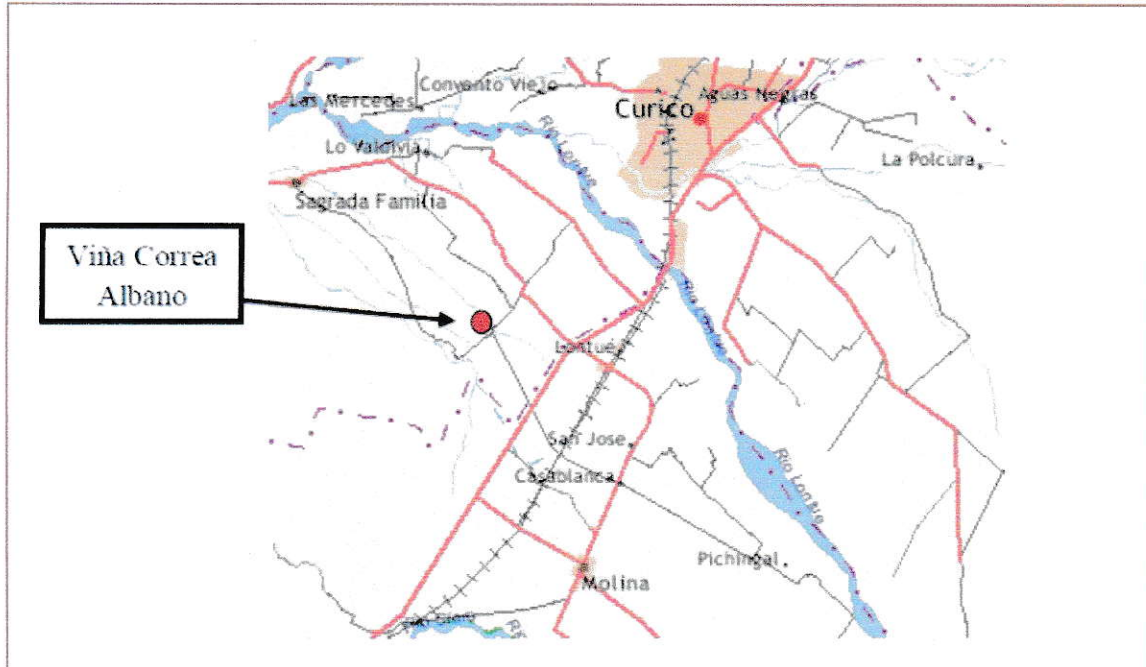 Convento Viejo
Las Mercedes
Aguas Negras
Curico
Rio Lontue
Lo Valdivia
La Polcura
Sagrada Familia
Viña Correa
Albano
Rio Lontue
Lontué
San Jose
Casablanca
Rio Lontue
Pichingal
Molina